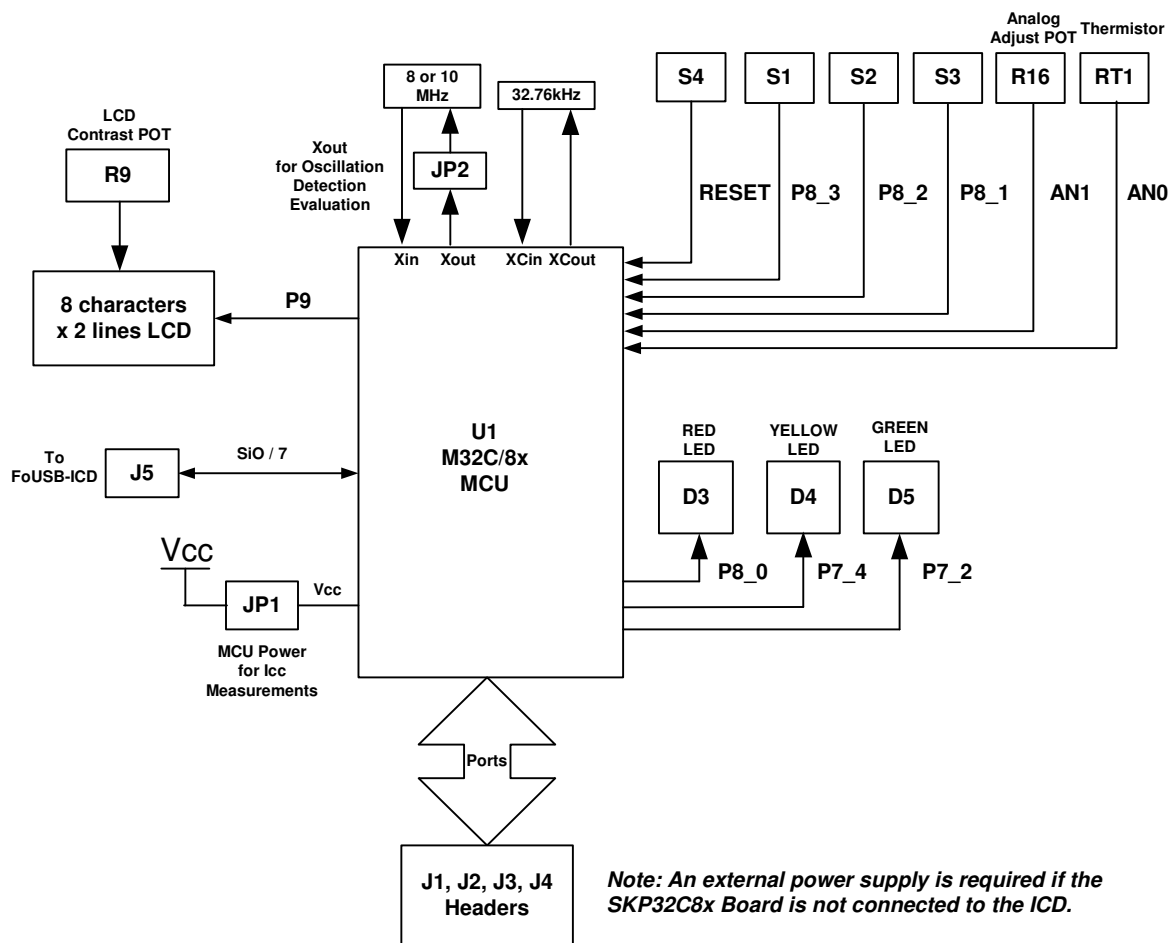 Analog
Adjust POT
Thermistor
S4
S1
S2
S3
R16
RT1
8 or 10
MHz
32.76kHz
LCD
Contrast POT
R9
Xout
for Oscillation
Detection
Evaluation
JP2
RESET
P8_3
P8_2
P8_1
AN1
AN0
Xin
Xout
XCin
XCout
8 characters
x 2 lines LCD
P9
U1
M32C/8x
MCU
To
FoUSB-ICD
J5
SiO / 7
RED
LED
YELLOW
LED
GREEN
LED
D3
D4
D5
P8_0
P7_4
P7_2
Vcc
JP1
Vcc
MCU Power
for Icc
Measurements
Ports
J1, J2, J3, J4
Headers
Note: An external power supply is required if the
SKP32C8x Board is not connected to the ICD.